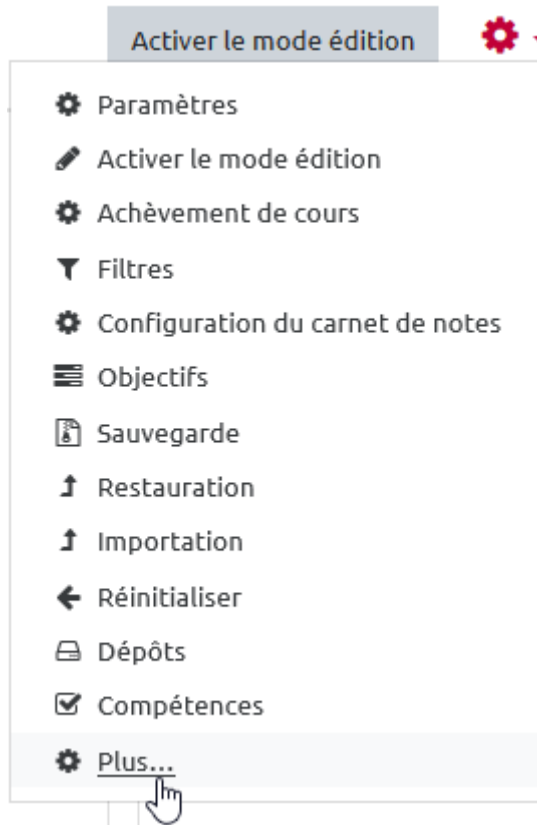 Activer le mode édition
Paramètres
Activer le mode édition
Achèvement de cours
Filtres
Configuration du carnet de notes
Objectifs
Sauvegarde
Restauration
Importation
Réinitialiser
Dépôts
Compétences
Plus...